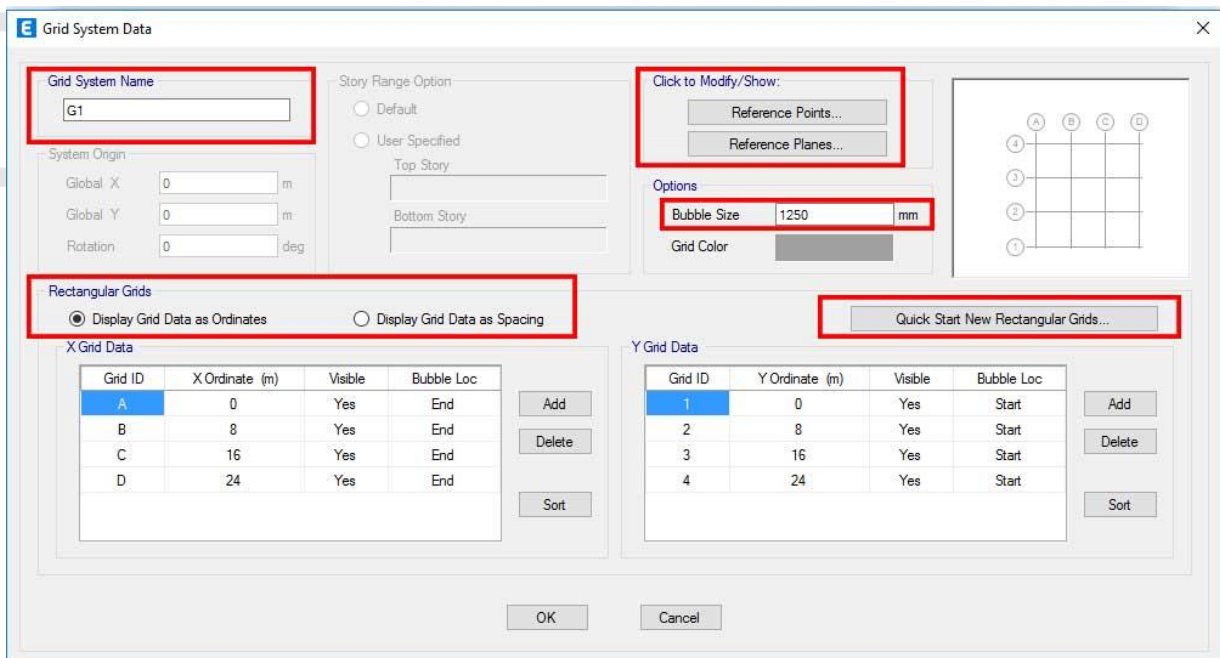 E Grid System Data
Grid System Name
G1
System Origin
Global X 0 m
Global Y 0 m
Rotation 0 deg
Story Range Option
Default
User Specified
Top Story
Bottom Story
Click to Modify/Show:
Reference Points...
Reference Planes...
Options
Bubble Size 1250 mm
Grid Color
A B C D
4
3
2
1
Rectangular Grids
Display Grid Data as Ordinates Display Grid Data as Spacing
Quick Start New Rectangular Grids...
X Grid Data
Grid ID X Ordinate (m) Visible Bubble Loc
A 0 Yes End
B 8 Yes End
C 16 Yes End
D 24 Yes End
Add
Delete
Sort
Y Grid Data
Grid ID Y Ordinate (m) Visible Bubble Loc
1 0 Yes Start
2 8 Yes Start
3 16 Yes Start
4 24 Yes Start
Add
Delete
Sort
OK Cancel